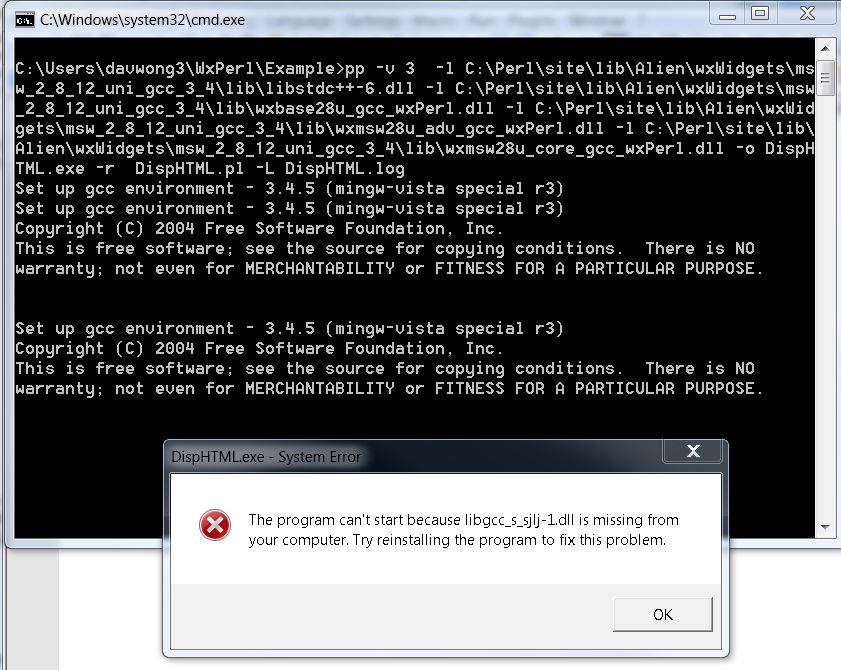 C:\Windows\system32\cmd.exe
C:\Users\davwong3\WxPerl\Example>pp -v 3  -l C:\Perl\site\lib\Alien\wxWidgets\ms
w_2_8_12_uni_gcc_3_4\lib\libstdc++-6.dll -l C:\Perl\site\lib\Alien\wxWidgets\msw
_2_8_12_uni_gcc_3_4\lib\wxbase28u_gcc_wxPerl.dll -l C:\Perl\site\lib\Alien\wxWid
gets\msw_2_8_12_uni_gcc_3_4\lib\wxmsw28u_adv_gcc_wxPerl.dll -l C:\Perl\site\lib\
Alien\wxWidgets\msw_2_8_12_uni_gcc_3_4\lib\wxmsw28u_core_gcc_wxPerl.dll -o DispH
TML.exe -r  DispHTML.pl -L DispHTML.log
Set up gcc environment - 3.4.5 (mingw-vista special r3)
Set up gcc environment - 3.4.5 (mingw-vista special r3)
Copyright (C) 2004 Free Software Foundation, Inc.
This is free software; see the source for copying conditions.  There is NO
warranty; not even for MERCHANTABILITY or FITNESS FOR A PARTICULAR PURPOSE.
Set up gcc environment - 3.4.5 (mingw-vista special r3)
Copyright (C) 2004 Free Software Foundation, Inc.
This is free software; see the source for copying conditions.  There is NO
warranty; not even for MERCHANTABILITY or FITNESS FOR A PARTICULAR PURPOSE.
DispHTML.exe - System Error
The program can't start because libgcc_s_sjlj-1.dll is missing from
your computer. Try reinstalling the program to fix this problem.
OK